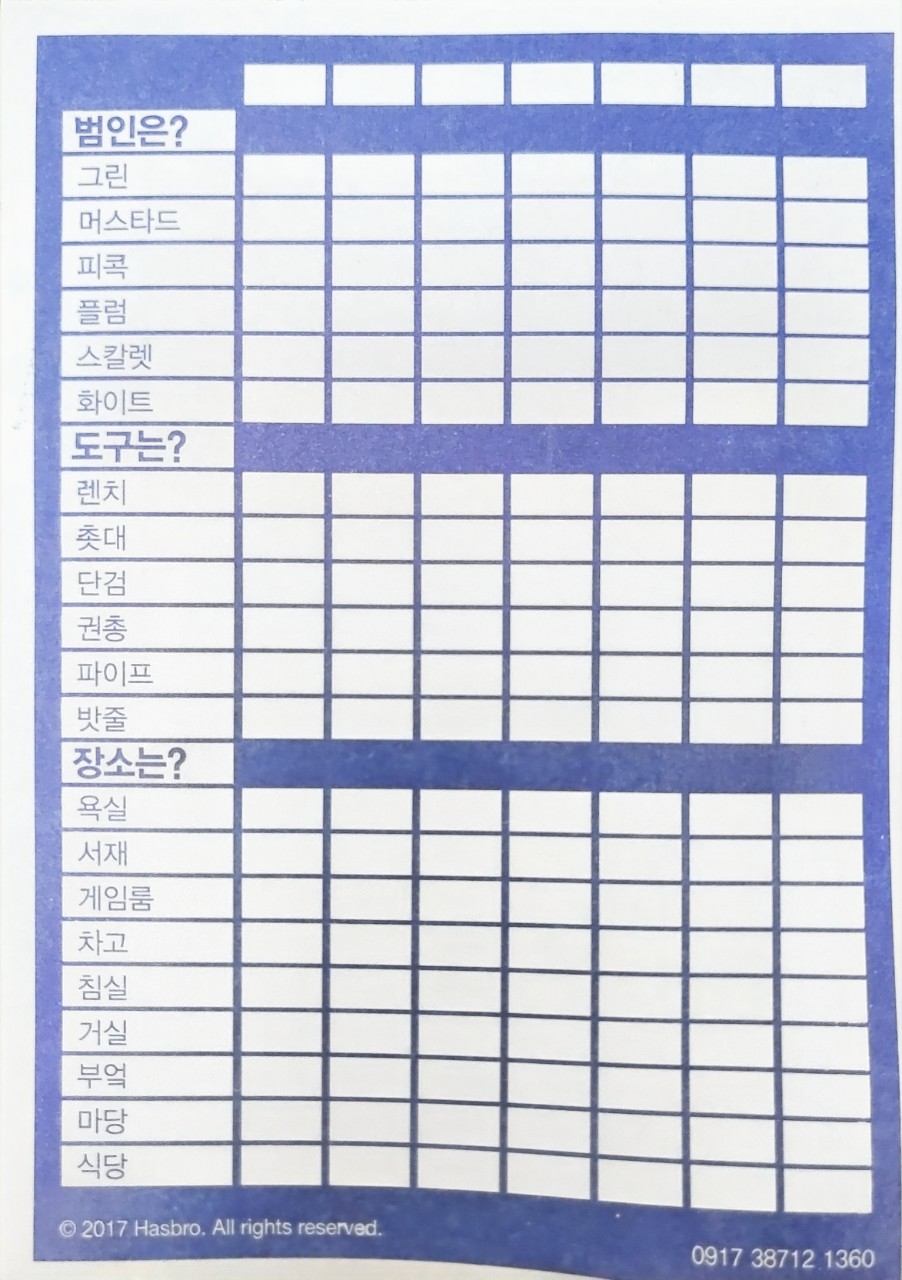 범인은?
그린
머스타드
피콕
플럼
스칼렛
화이트
도구는?
렌치
촛대
단검
권총
파이프
밧줄
장소는?
욕실
서재
게임룸
차고
침실
거실
부엌
마당
식당
© 2017 Hasbro. All rights reserved.
0917 38712 1360